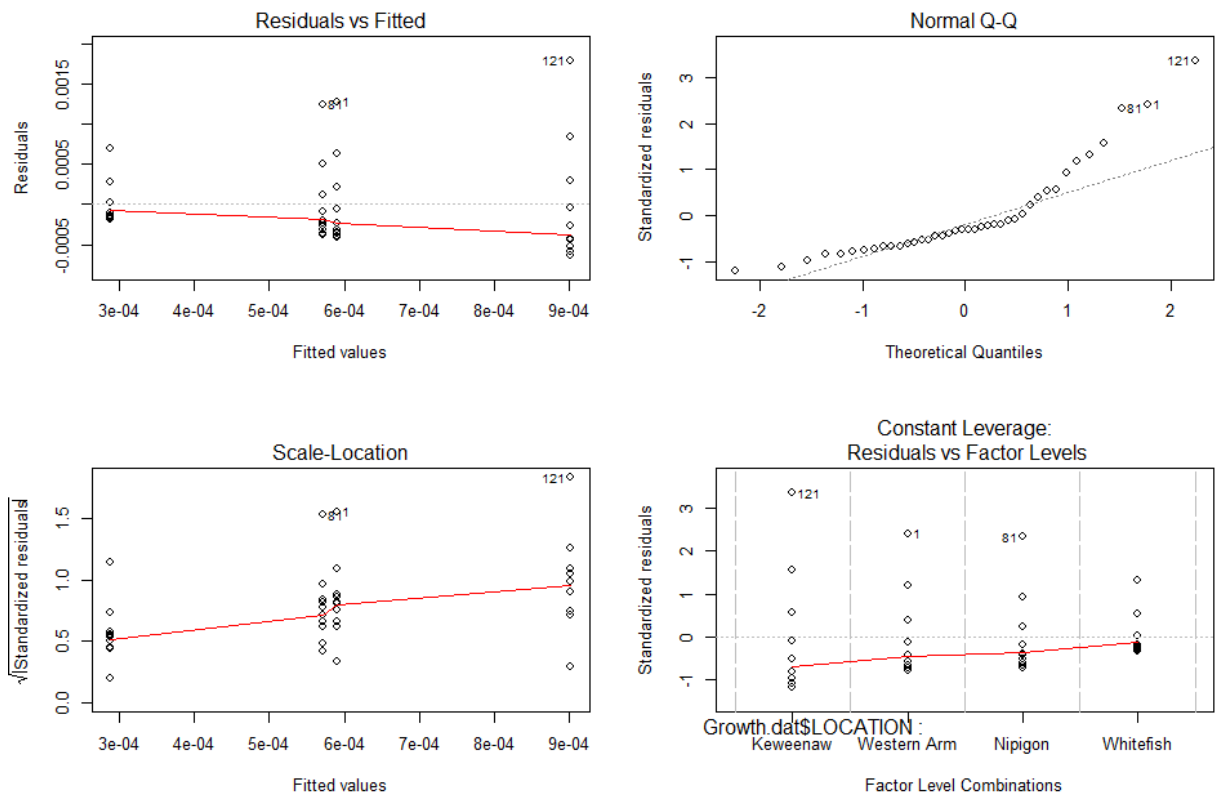 Residuals vs Fitted
Residuals
0.0015
0.0005
-0.0005
121
81 1
3e-04 4e-04 5e-04 6e-04 7e-04 8e-04 9e-04
Fitted values
Normal Q-Q
Standardized residuals
3
2
1
0
-1
121
81 1
-2 -1 0 1 2
Theoretical Quantiles
Scale-Location
√|Standardized residuals|
1.5
1.0
0.5
0.0
121
81 1
3e-04 4e-04 5e-04 6e-04 7e-04 8e-04 9e-04
Fitted values
Constant Leverage:
Residuals vs Factor Levels
Standardized residuals
3
2
1
0
-1
121
1
81
Growth.dat$LOCATION :
Keweenaw Western Arm Nipigon Whitefish
Factor Level Combinations